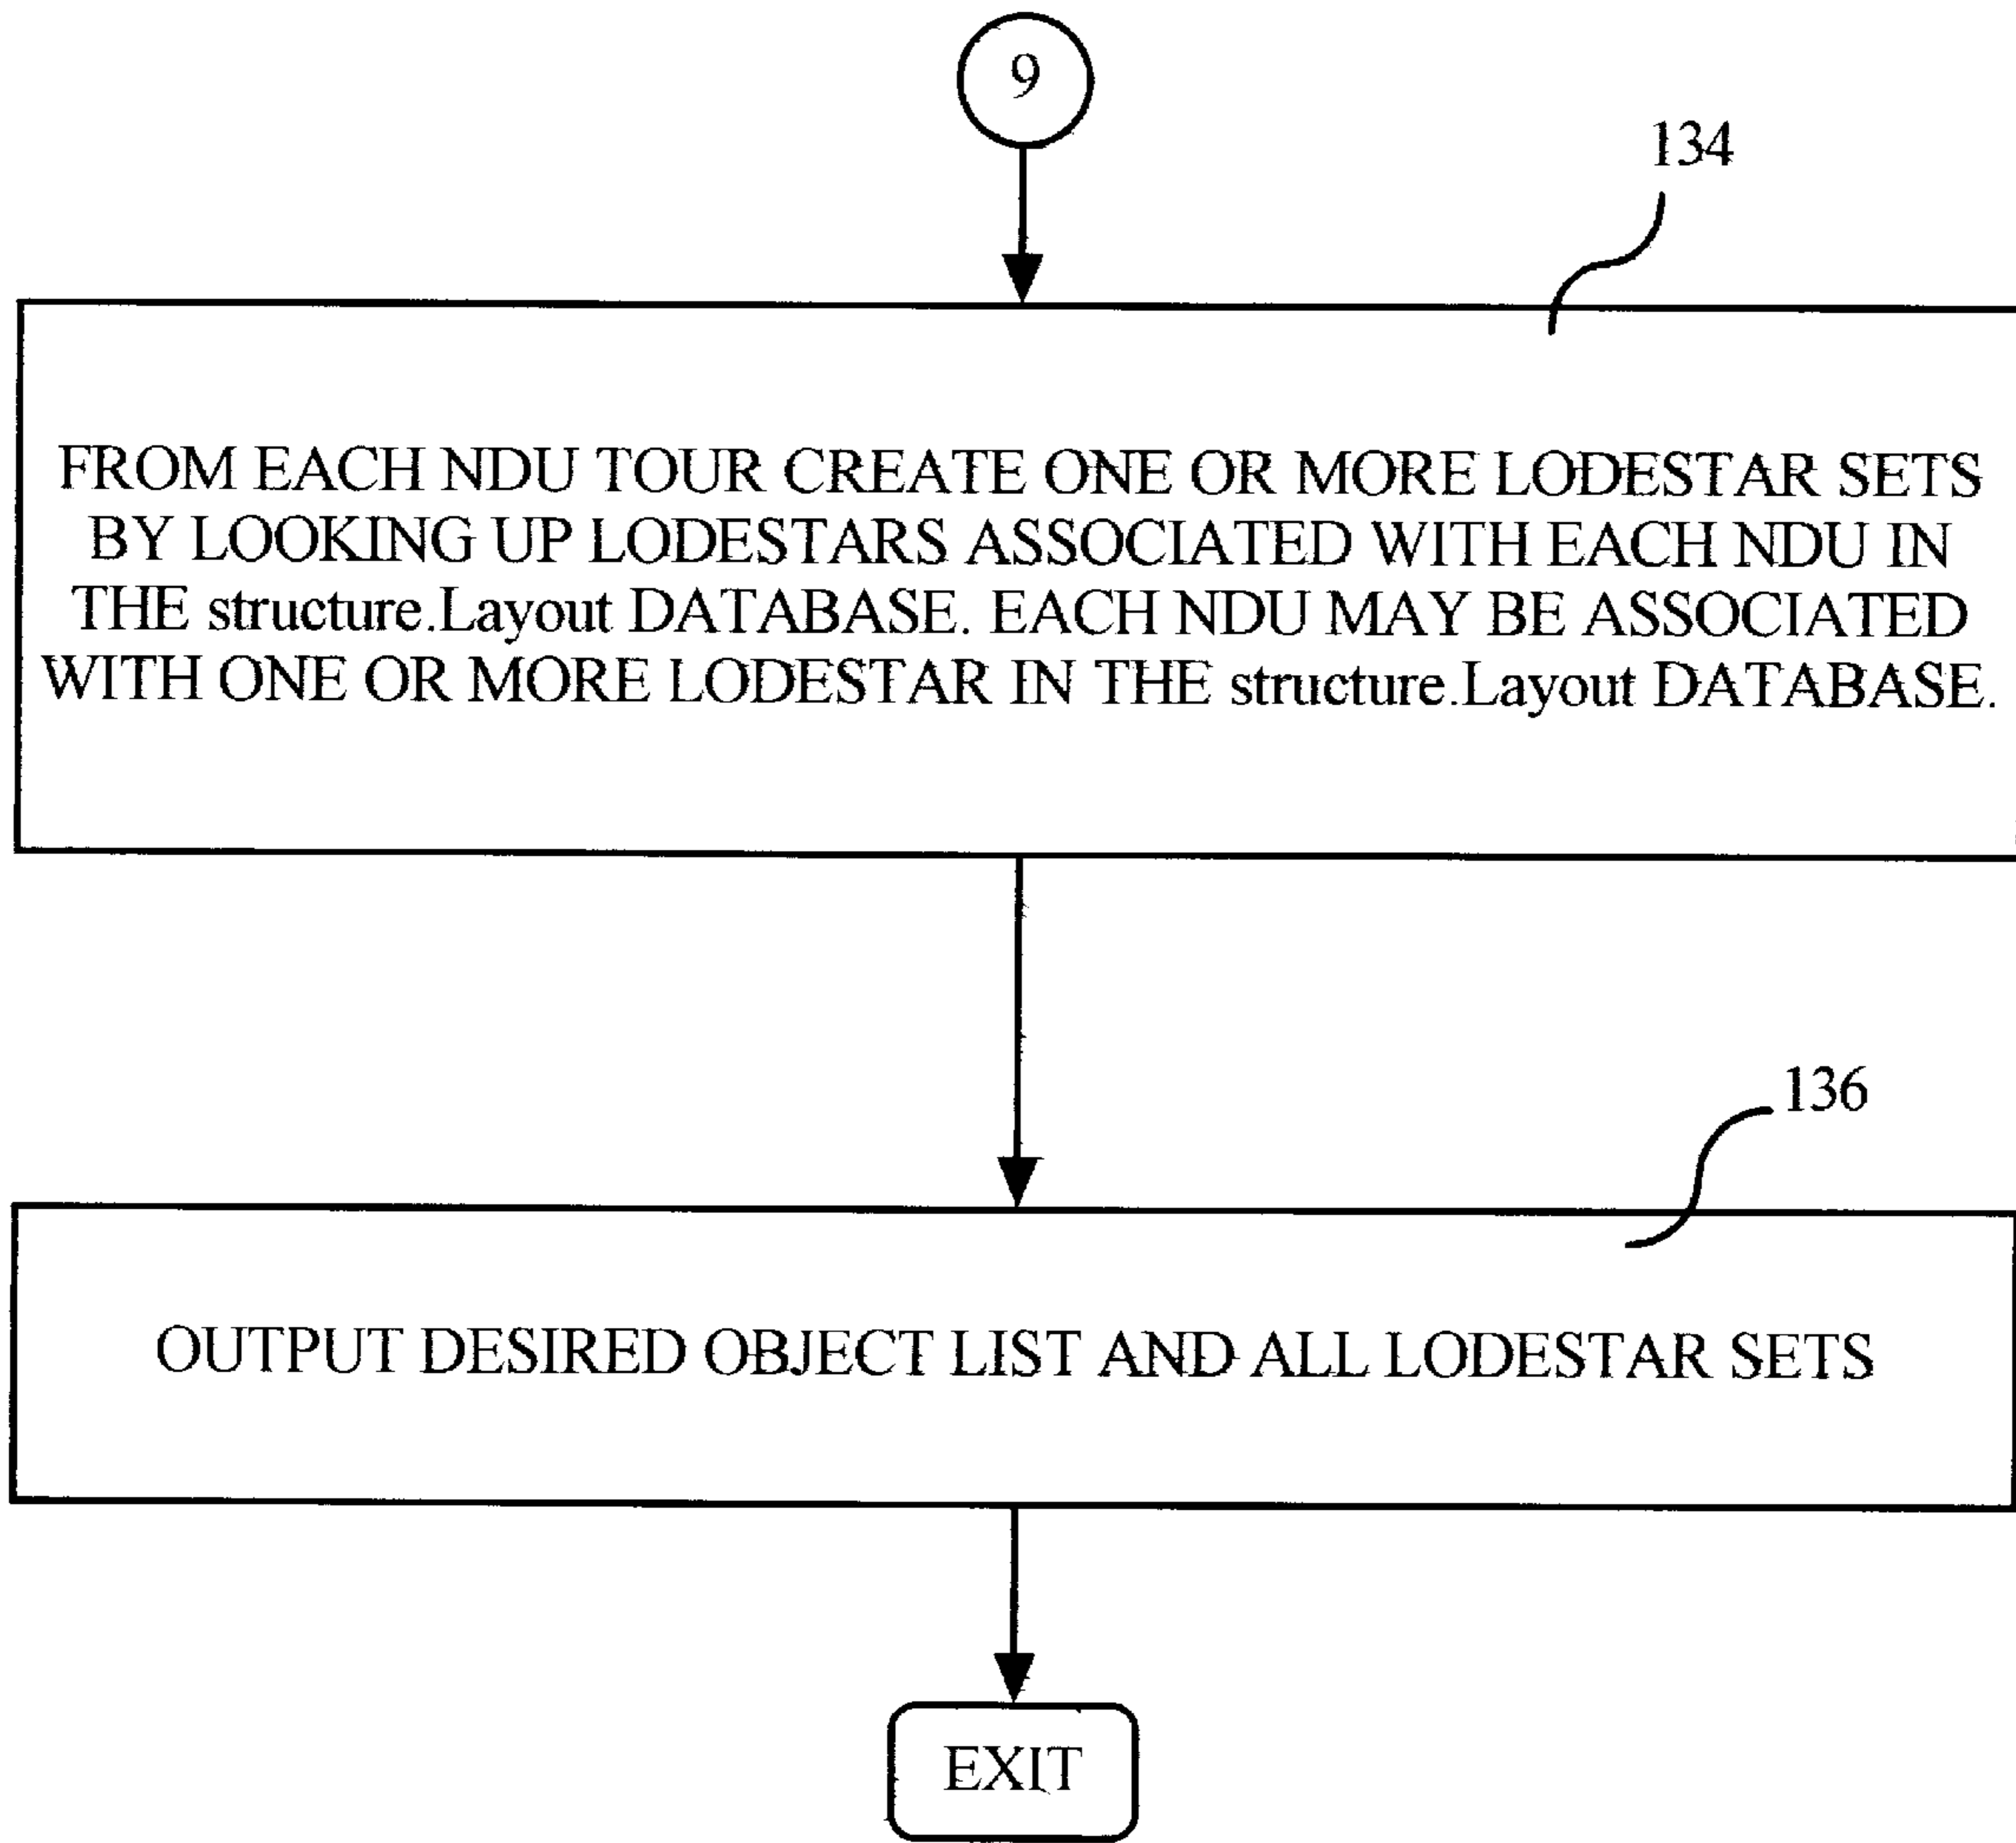 9
134
FROM EACH NDU TOUR CREATE ONE OR MORE LODESTAR SETS
BY LOOKING UP LODESTARS ASSOCIATED WITH EACH NDU IN
THE structure.Layout DATABASE. EACH NDU MAY BE ASSOCIATED
WITH ONE OR MORE LODESTAR IN THE structure.Layout DATABASE.
136
OUTPUT DESIRED OBJECT LIST AND ALL LODESTAR SETS
EXIT